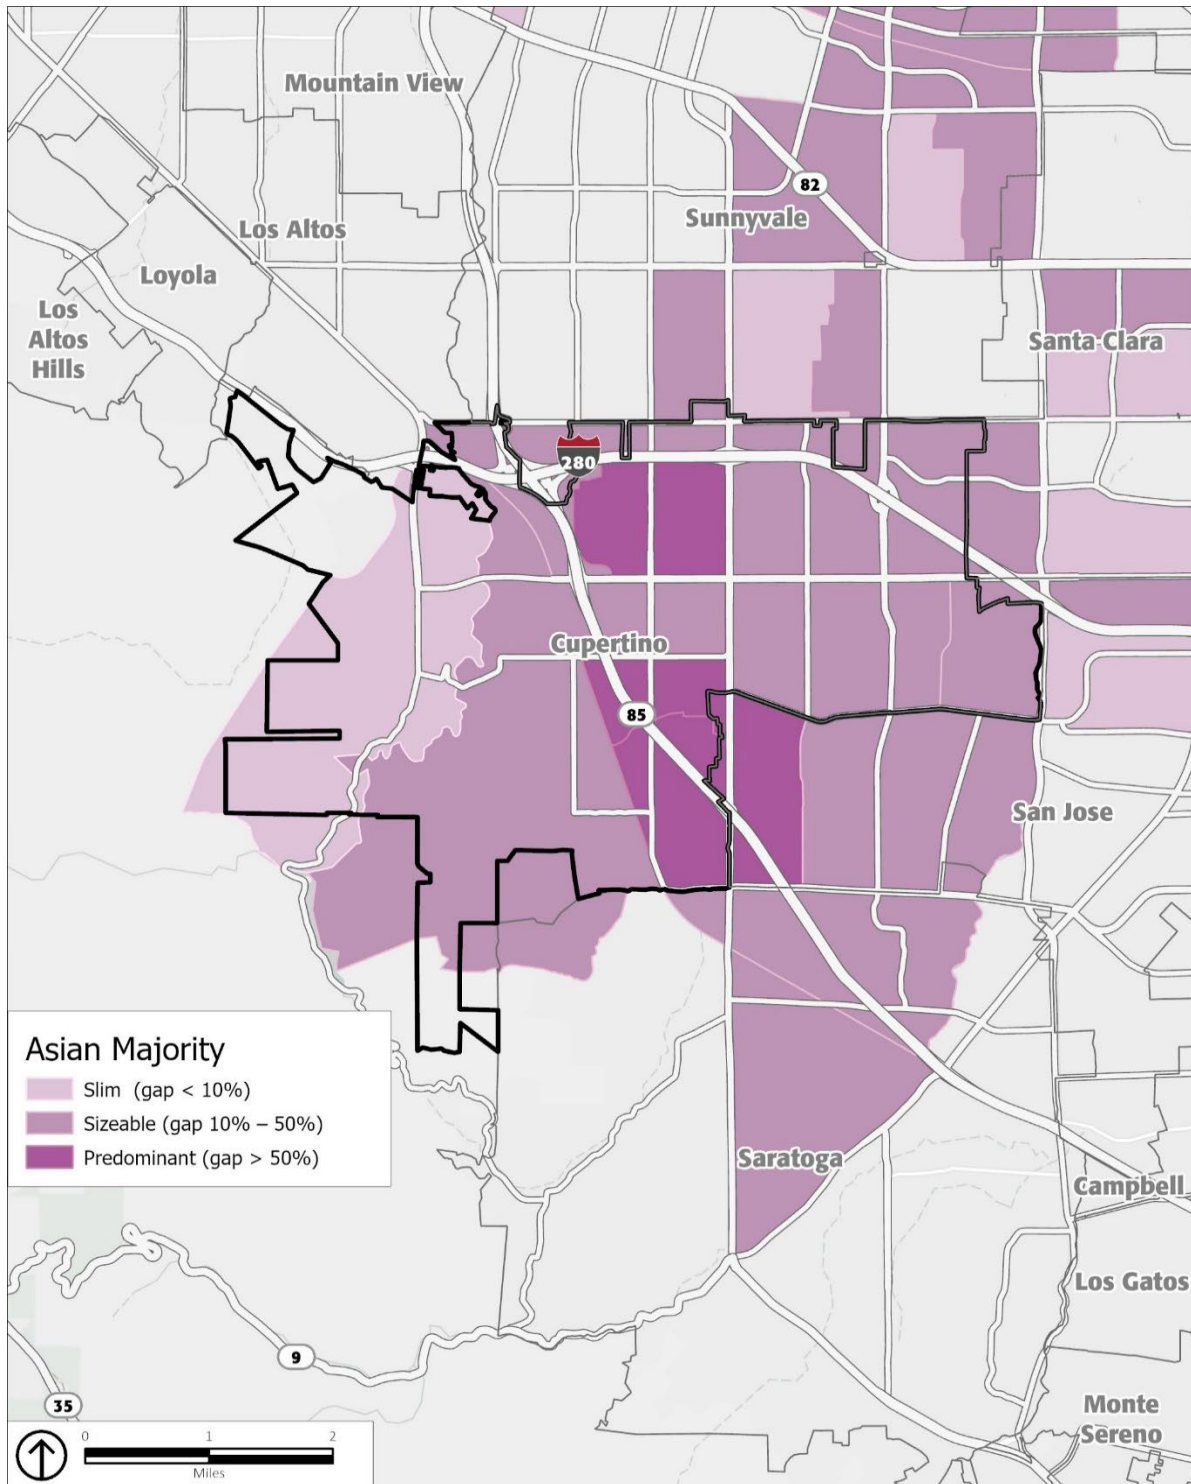 Mountain View
82
Sunnyvale
Los Altos
Loyola
Los
Altos
Hills
Santa Clara
280
Cupertino
85
San Jose
Asian Majority
Slim (gap < 10%)
Sizeable (gap 10% – 50%)
Predominant (gap > 50%)
Saratoga
Campbell
Los Gatos
9
35
Monte
Sereno
0 1 2
Miles